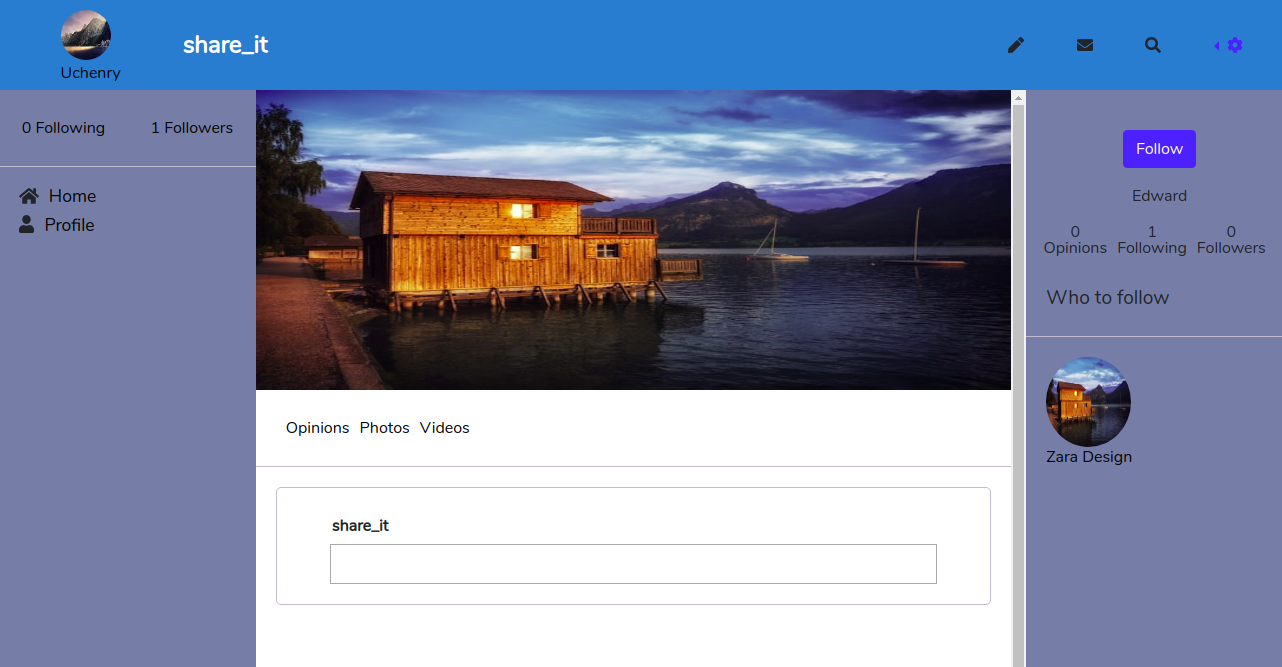 share_it
Uchenry
0 Following 1 Followers
Home
Profile
Opinions Photos Videos
share_it
Follow
Edward
0 1 0
Opinions Following Followers
Who to follow
Zara Design